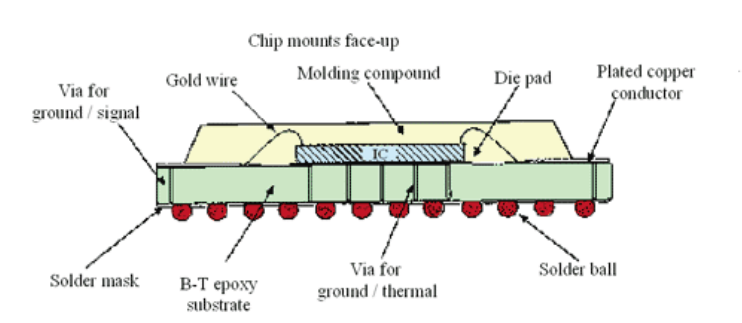 Chip mounts face-up
Gold wire
Molding compound
Die pad
Plated copper
conductor
Via for
ground / signal
IC
Solder mask
B-T epoxy
substrate
Via for
ground / thermal
Solder ball